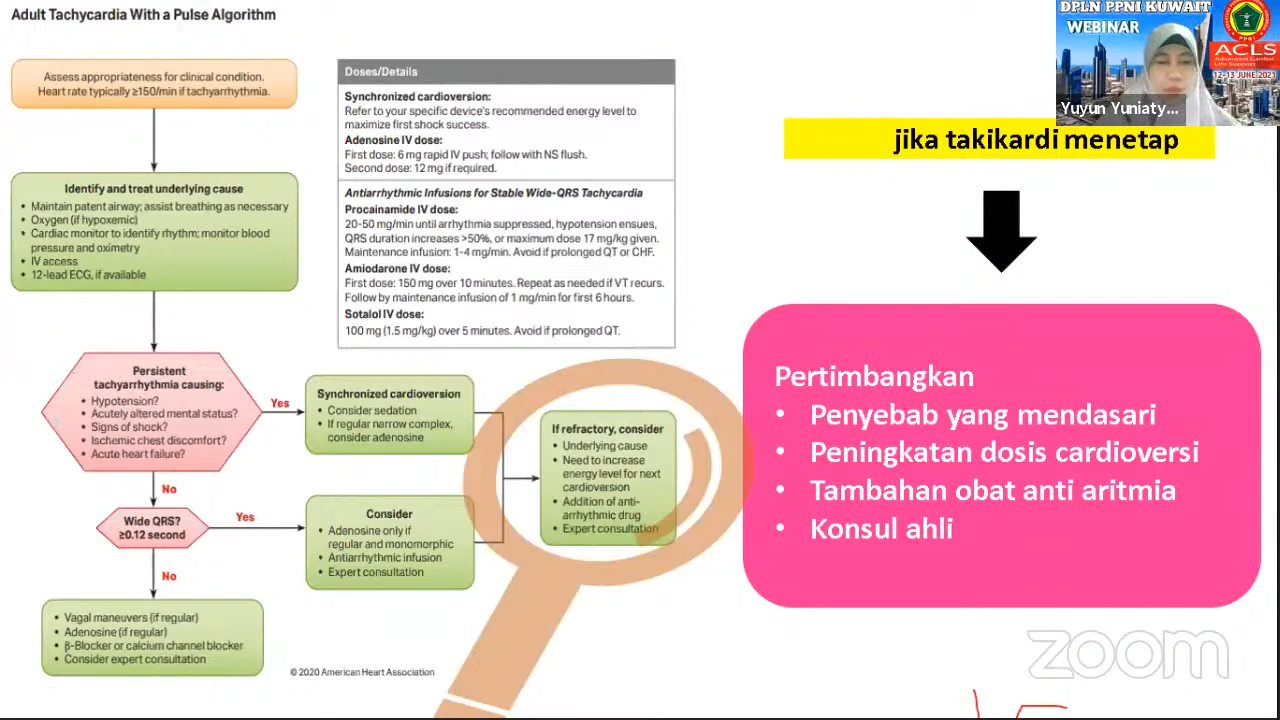 Adult Tachycardia With a Pulse Algorithm
Assess appropriateness for clinical condition.
Heart rate typically ≥150/min if tachyarrhythmia.
Identify and treat underlying cause
• Maintain patent airway; assist breathing as necessary
• Oxygen (if hypoxemic)
• Cardiac monitor to identify rhythm; monitor blood
pressure and oximetry
• IV access
• 12-lead ECG, if available
Persistent
tachyarrhythmia causing:
• Hypotension?
• Acutely altered mental status?
• Signs of shock?
• Ischemic chest discomfort?
• Acute heart failure?
Yes
Synchronized cardioversion
• Consider sedation
• If regular narrow complex,
consider adenosine
No
Wide QRS?
≥0.12 second
Yes
Consider
• Adenosine only if
regular and monomorphic
• Antiarrhythmic infusion
• Expert consultation
If refractory, consider
• Underlying cause
• Need to increase
energy level for next
cardioversion
• Addition of anti-
arrhythmic drug
• Expert consultation
No
• Vagal maneuvers (if regular)
• Adenosine (if regular)
• β-Blocker or calcium channel blocker
• Consider expert consultation
Doses/Details
Synchronized cardioversion:
Refer to your specific device's recommended energy level to
maximize first shock success.
Adenosine IV dose:
First dose: 6 mg rapid IV push; follow with NS flush.
Second dose: 12 mg if required.
Antiarrhythmic Infusions for Stable Wide-QRS Tachycardia
Procainamide IV dose:
20-50 mg/min until arrhythmia suppressed, hypotension ensues,
QRS duration increases >50%, or maximum dose 17 mg/kg given.
Maintenance infusion: 1-4 mg/min. Avoid if prolonged QT or CHF.
Amiodarone IV dose:
First dose: 150 mg over 10 minutes. Repeat as needed if VT recurs.
Follow by maintenance infusion of 1 mg/min for first 6 hours.
Sotalol IV dose:
100 mg (1.5 mg/kg) over 5 minutes. Avoid if prolonged QT.
© 2020 American Heart Association
DPLN PPNI KUWAIT
WEBINAR
PPNI
ACLS
Advanced Cardiac
Life Support
12-13 JUNE 2021
Yuyun Yuniaty...
jika takikardi menetap
Pertimbangkan
• Penyebab yang mendasari
• Peningkatan dosis cardioversi
• Tambahan obat anti aritmia
• Konsul ahli
zoom